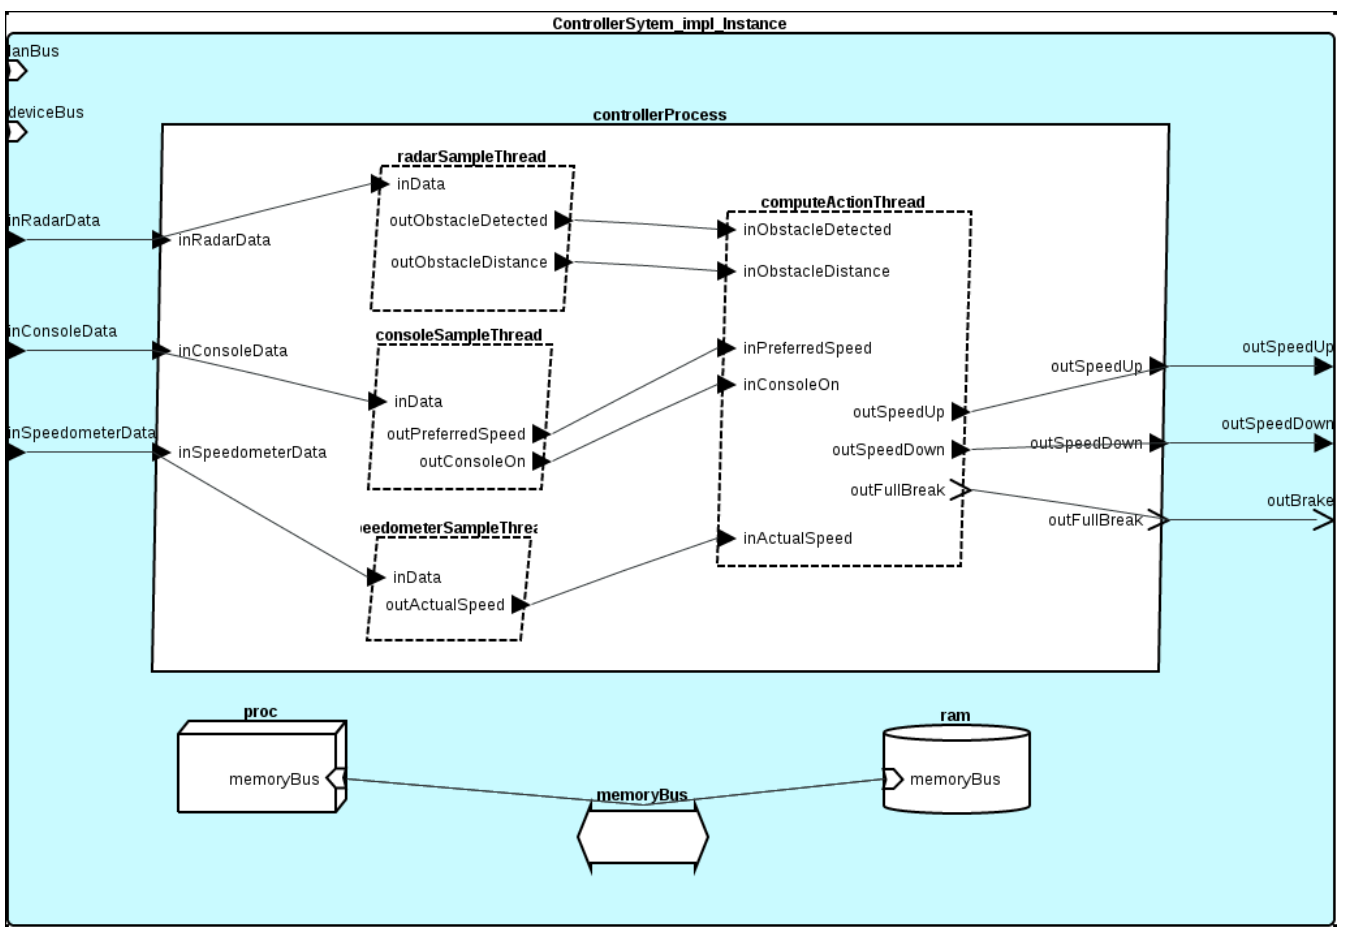 ControllerSytem_impl_Instance
lanBus
deviceBus
controllerProcess
radarSampleThread
inData
outObstacleDetected
outObstacleDistance
computeActionThread
inObstacleDetected
inObstacleDistance
inPreferredSpeed
inConsoleOn
outSpeedUp
outSpeedDown
outFullBreak
inActualSpeed
inRadarData
inRadarData
inConsoleData
inConsoleData
consoleSampleThread
inData
outPreferredSpeed
outConsoleOn
inSpeedometerData
inSpeedometerData
eedometerSampleThrea
inData
outActualSpeed
outSpeedUp
outSpeedUp
outSpeedDown
outSpeedDown
outFullBreak
outBrake
proc
memoryBus
memoryBus
ram
memoryBus